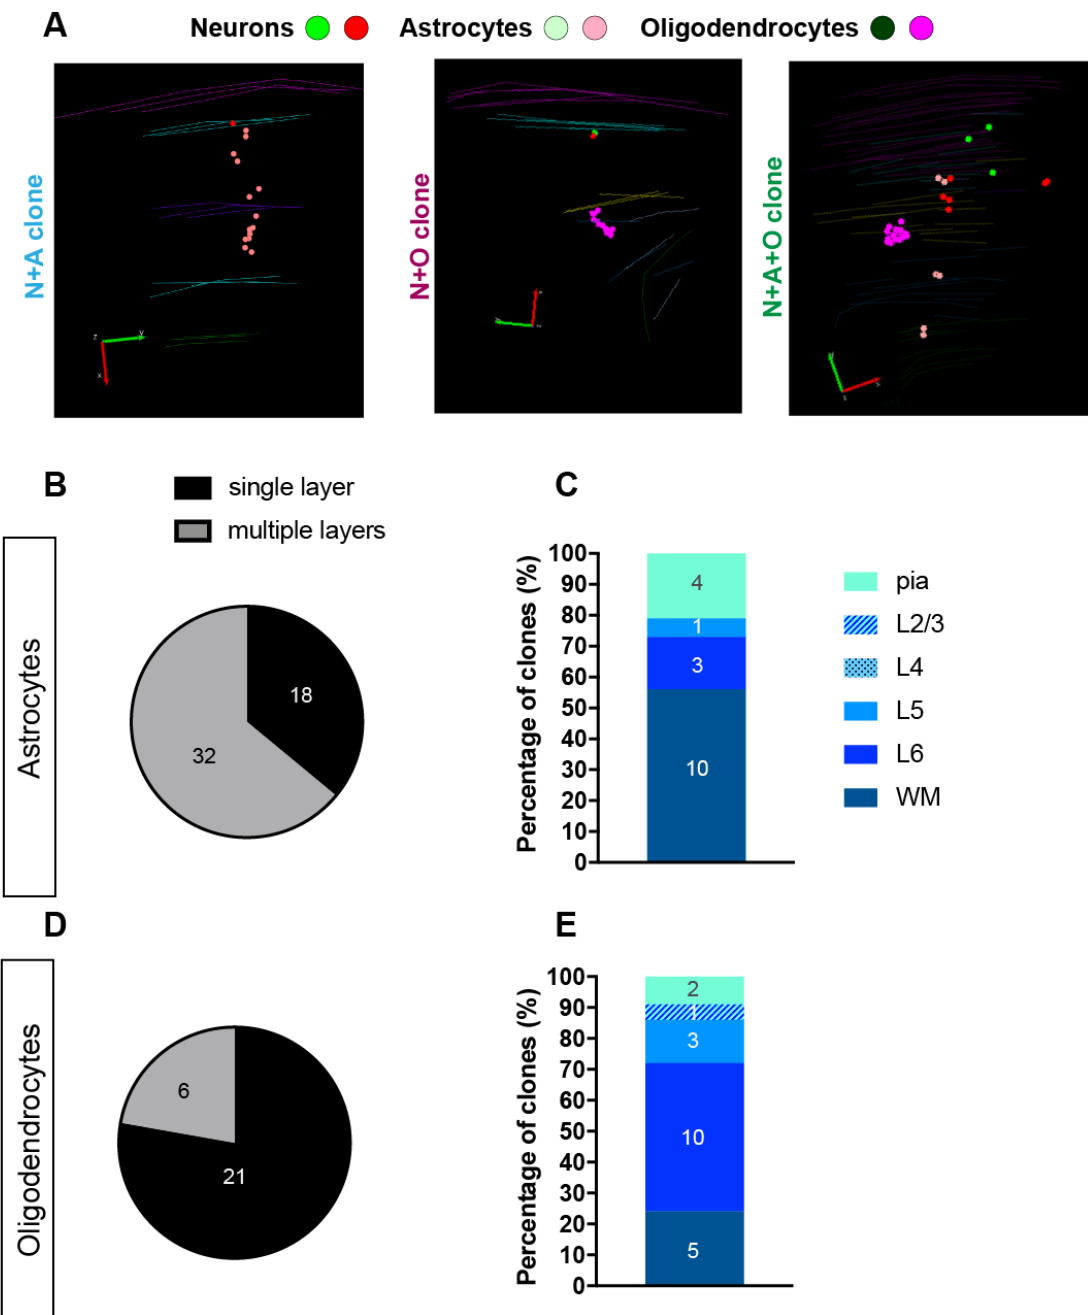 A
Neurons Astrocytes Oligodendrocytes
N+A clone
z
y
x
N+O clone
N+A+O clone
B
single layer
multiple layers
Astrocytes
18
32
C
Percentage of clones (%)
100
90
80
70
60
50
40
30
20
10
0
4
1
3
10
pia
L2/3
L4
L5
L6
WM
D
Oligodendrocytes
6
21
E
Percentage of clones (%)
100
90
80
70
60
50
40
30
20
10
0
2
1
3
10
5